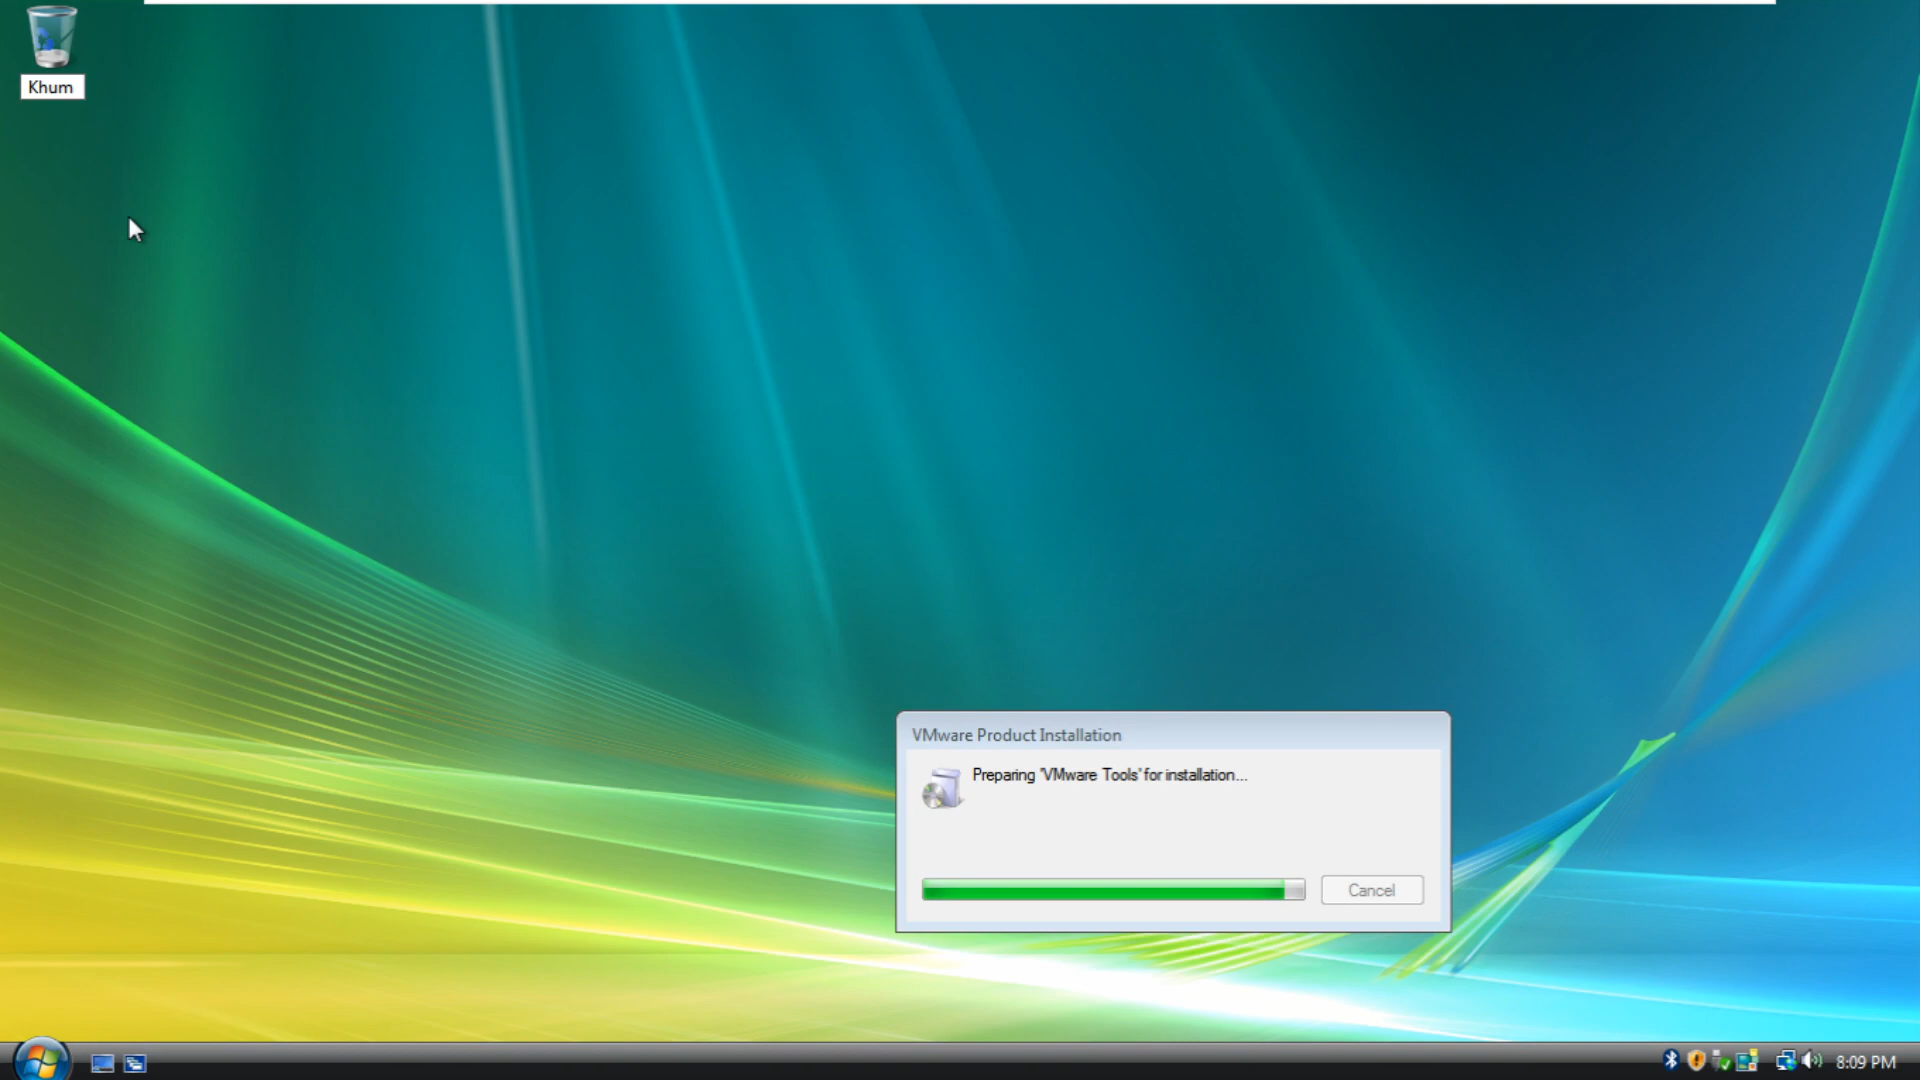 Khum
VMware Product Installation
Preparing 'VMware Tools' for installation...
Cancel
8:09 PM